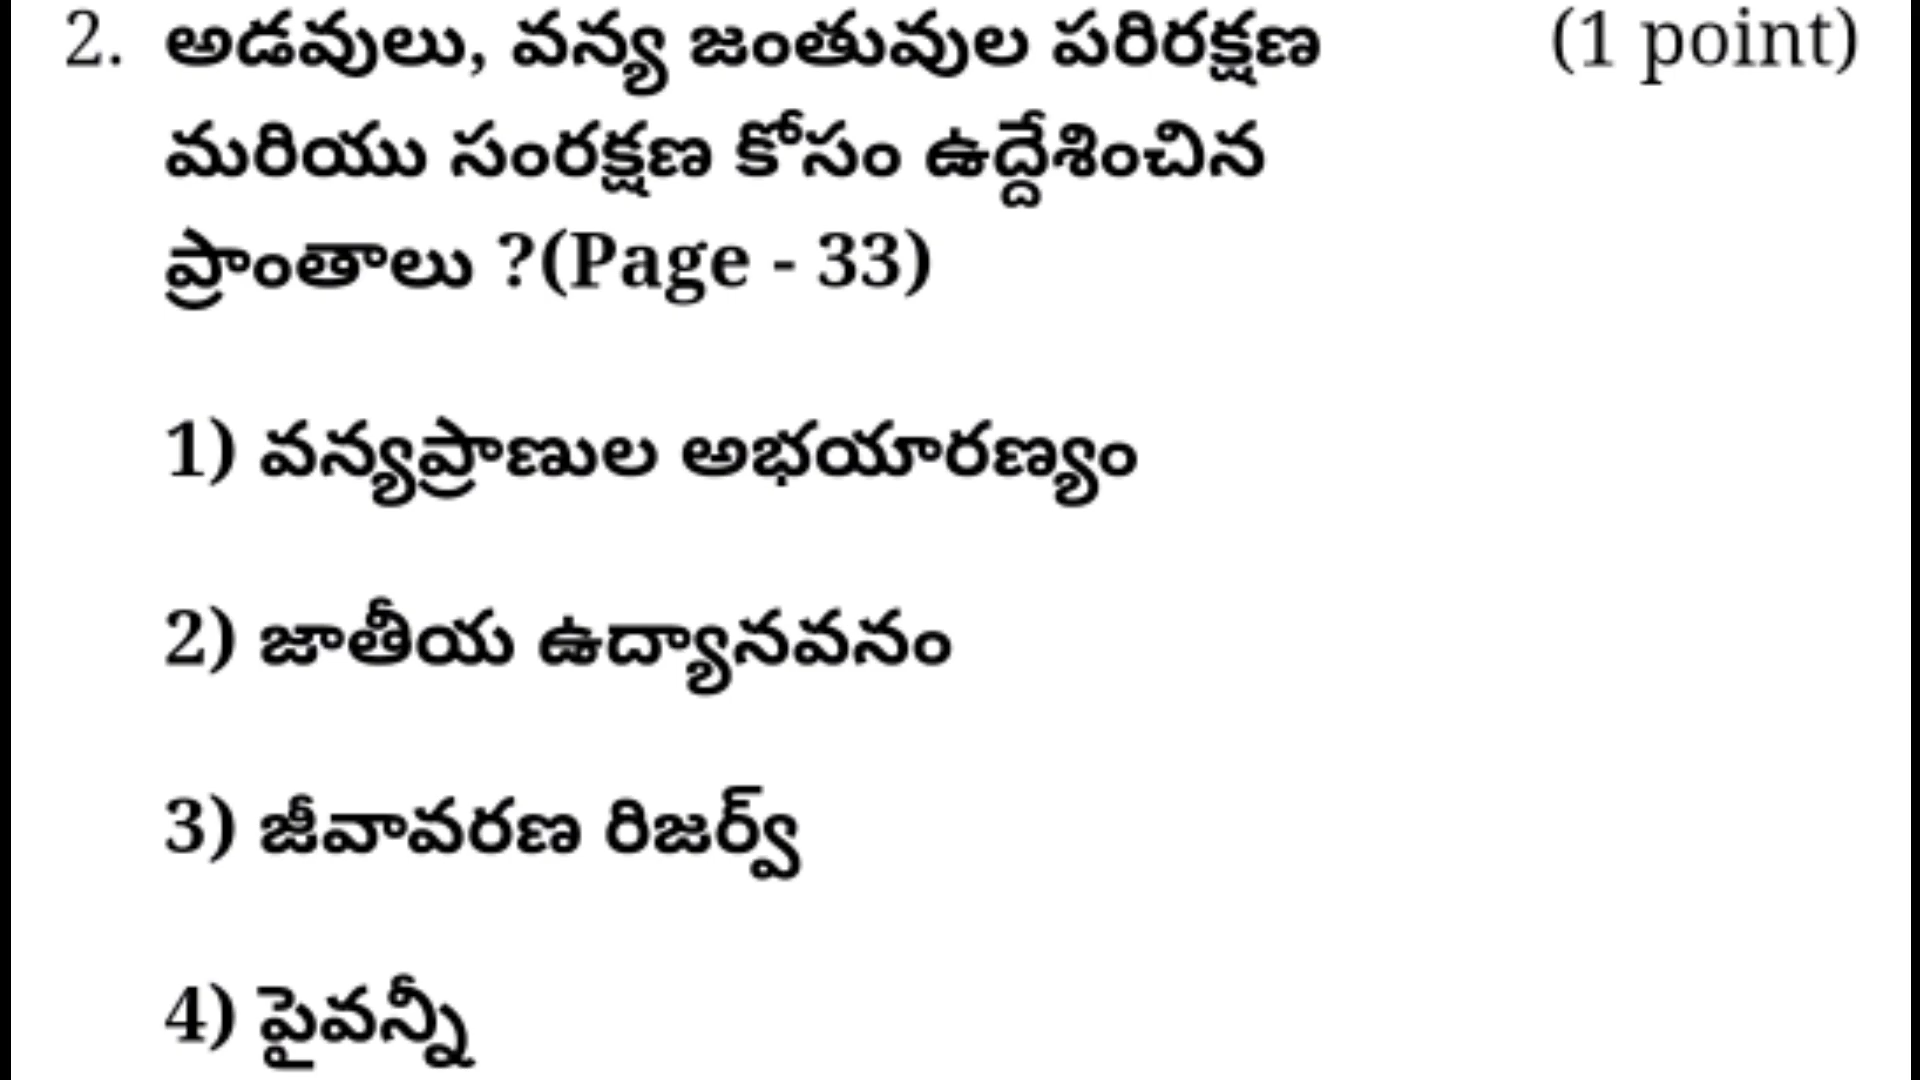 2. అడవులు, వన్య జంతువుల పరిరక్షణ (1 point)
మరియు సంరక్షణ కోసం ఉద్దేశించిన
ప్రాంతాలు ?(Page - 33)
1) వన్యప్రాణుల అభయారణ్యం
2) జాతీయ ఉద్యానవనం
3) జీవావరణ రిజర్వ్
4) పైవన్నీ